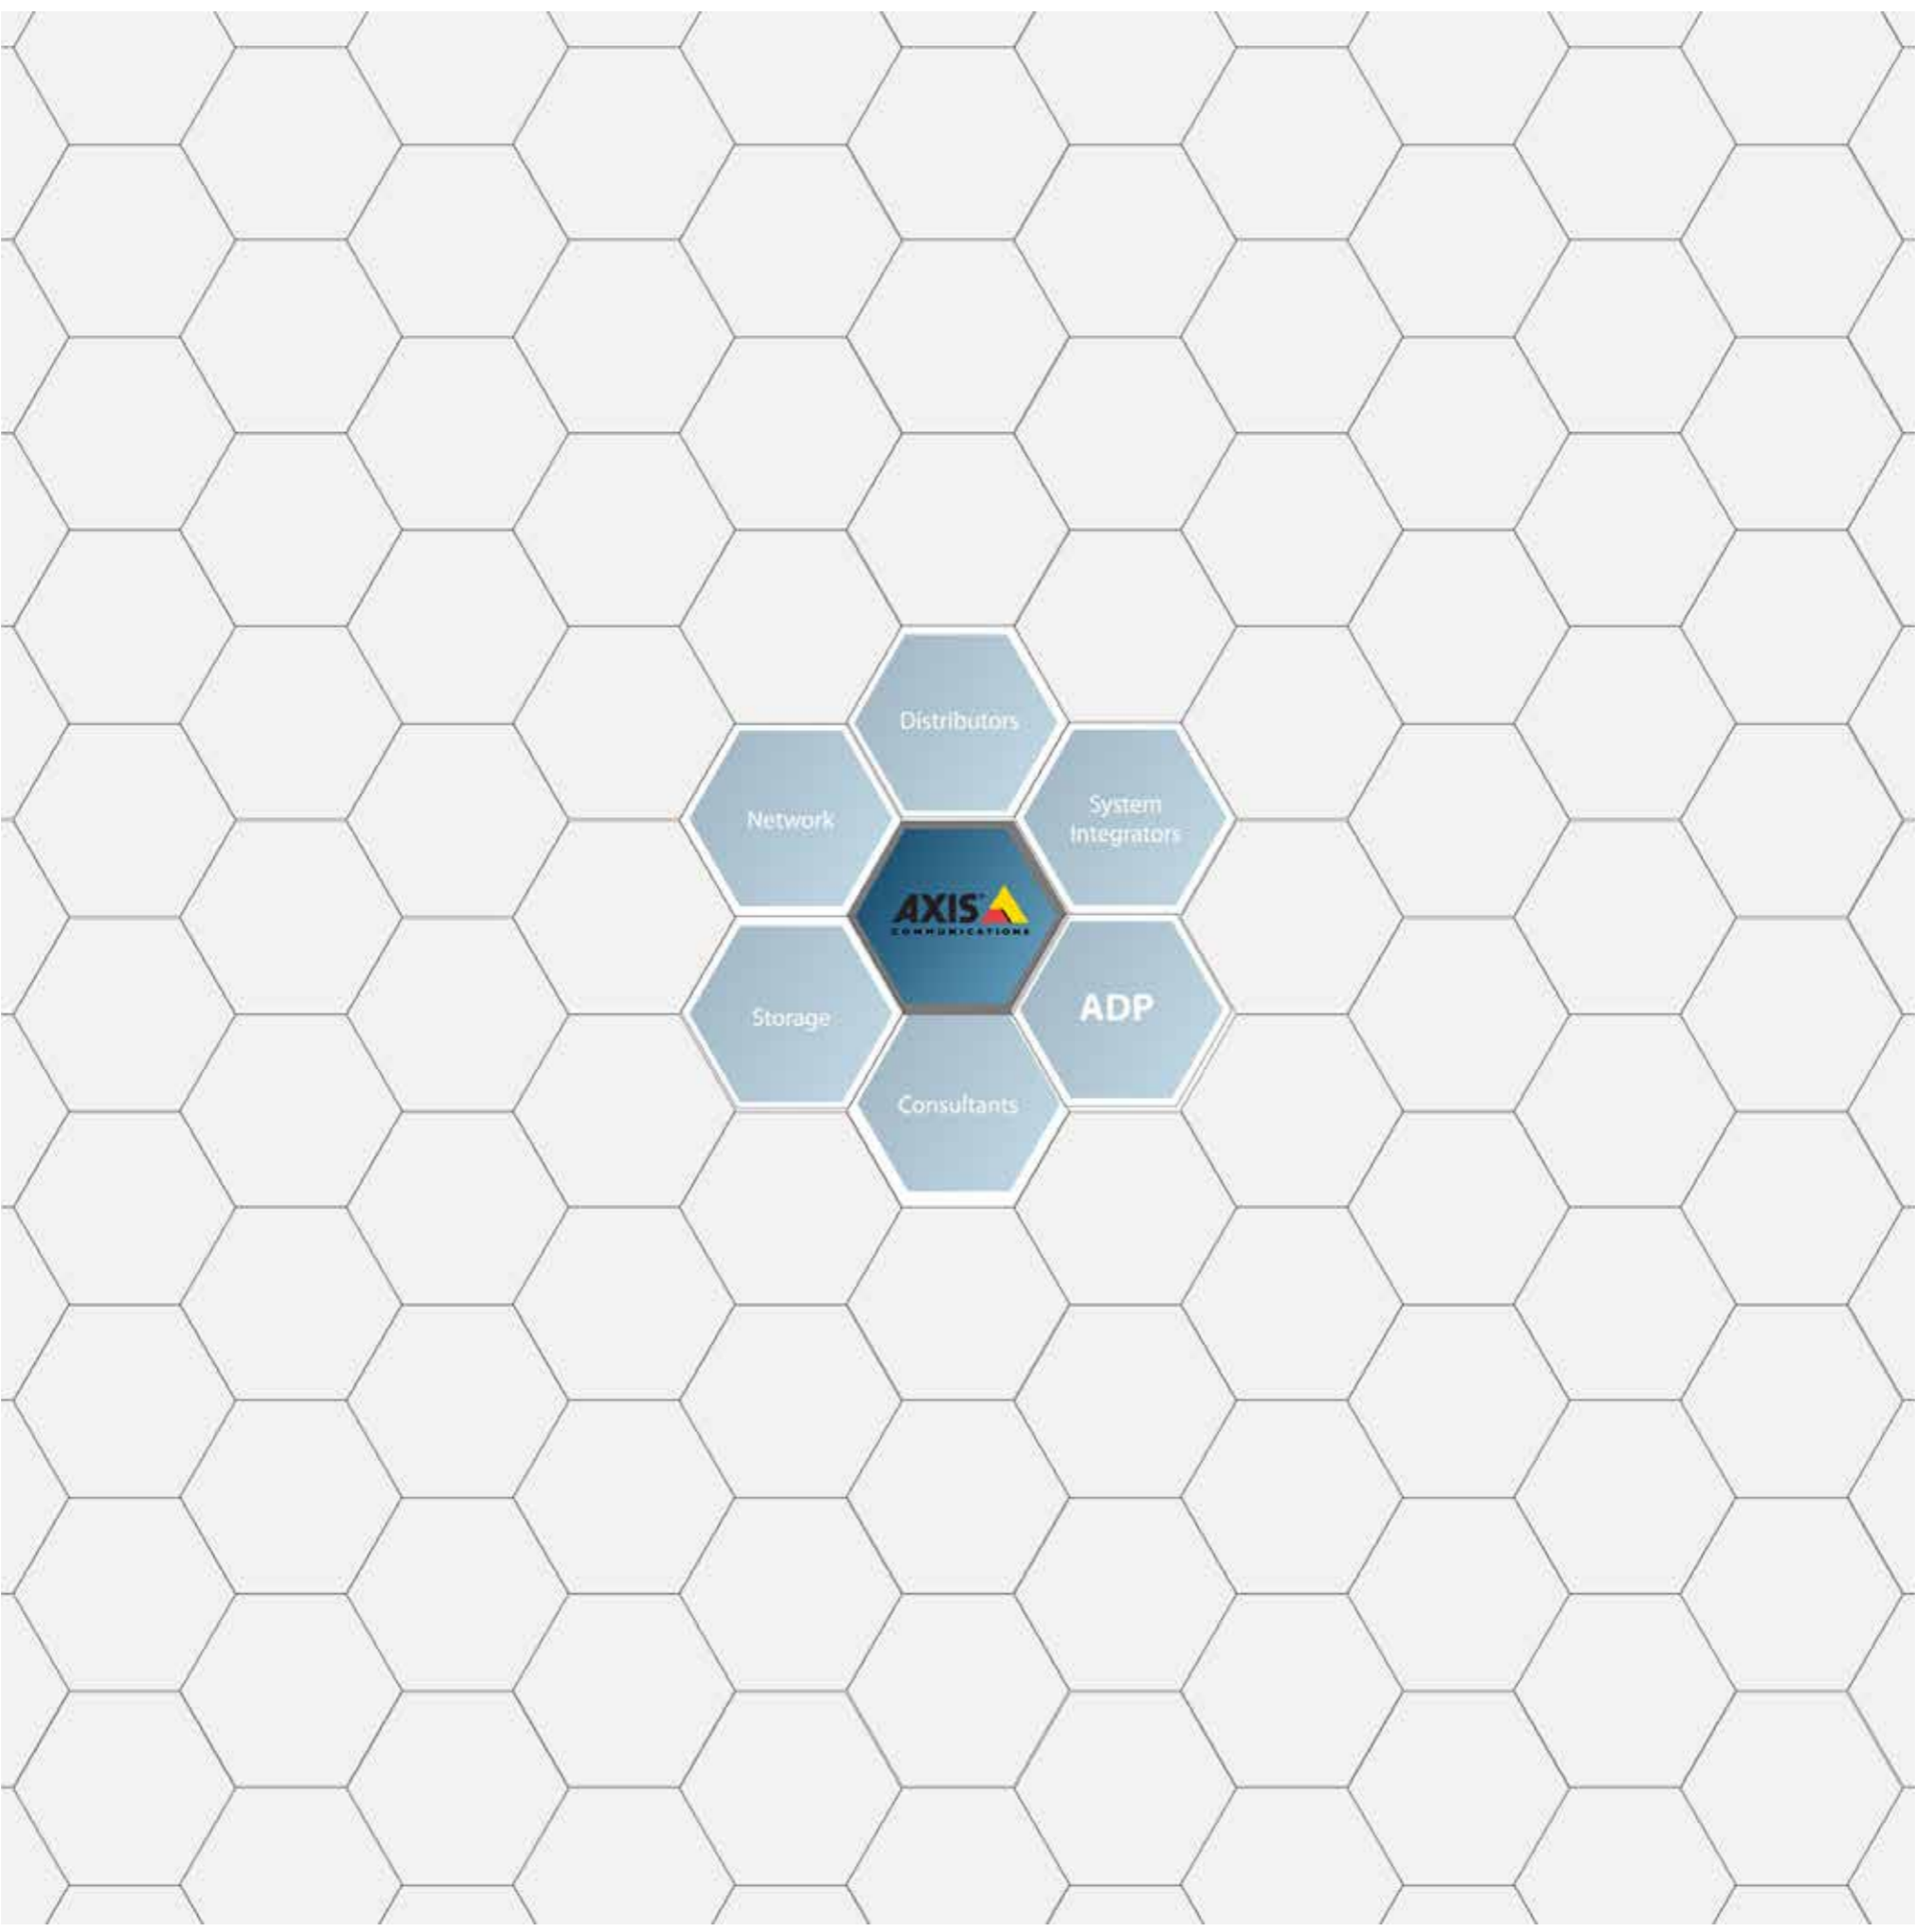 Distributors
Network
System
Integrators
AXIS
COMMUNICATIONS
Storage
ADP
Consultants